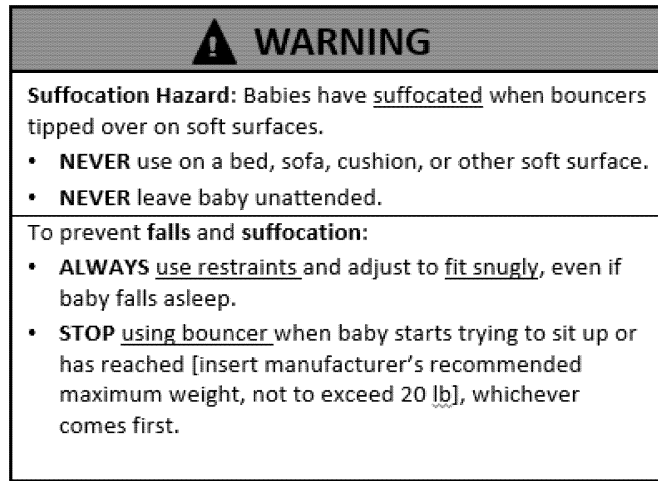 WARNING
Suffocation Hazard: Babies have suffocated when bouncers
tipped over on soft surfaces.
• NEVER use on a bed, sofa, cushion, or other soft surface.
• NEVER leave baby unattended.
To prevent falls and suffocation:
• ALWAYS use restraints and adjust to fit snugly, even if
baby falls asleep.
• STOP using bouncer when baby starts trying to sit up or
has reached [insert manufacturer’s recommended
maximum weight, not to exceed 20 lb], whichever
comes first.